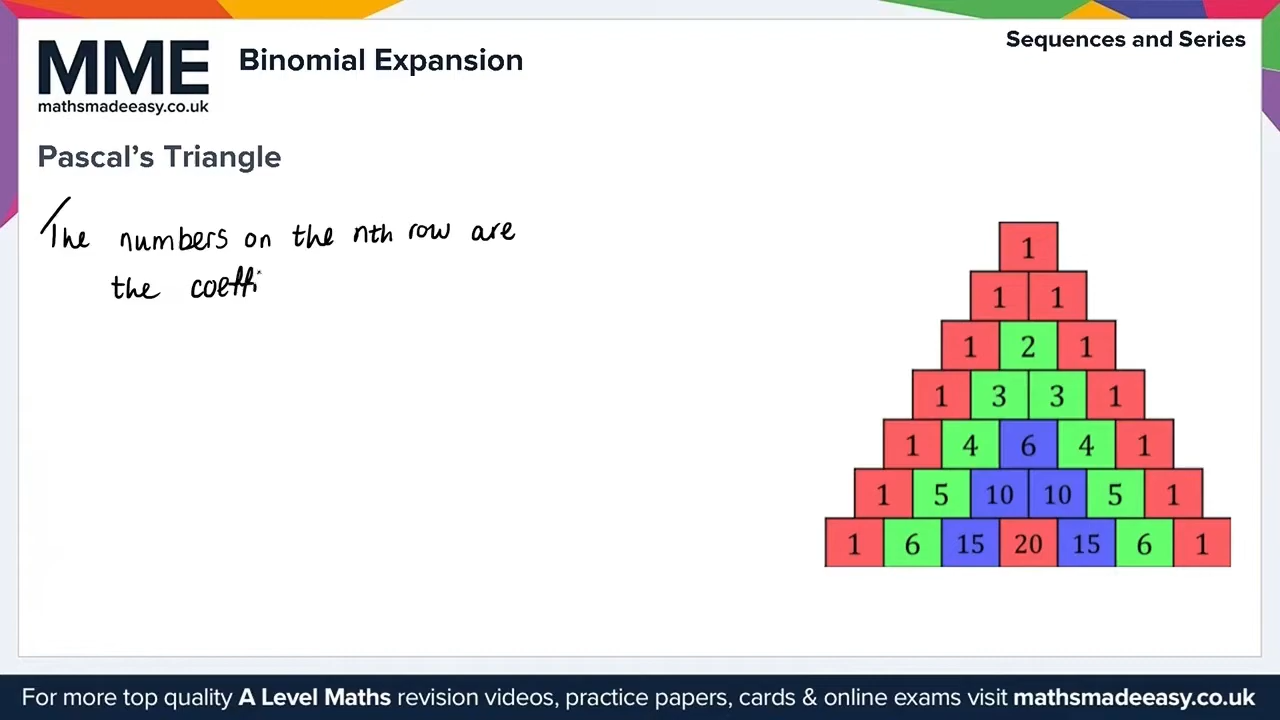 MME
mathsmadeeasy.co.uk
Binomial Expansion
Sequences and Series
Pascal's Triangle
The numbers on the nth row are
the coeffi
1
1 1
1 2 1
1 3 3 1
1 4 6 4 1
1 5 10 10 5 1
1 6 15 20 15 6 1
For more top quality A Level Maths revision videos, practice papers, cards & online exams visit mathsmadeeasy.co.uk